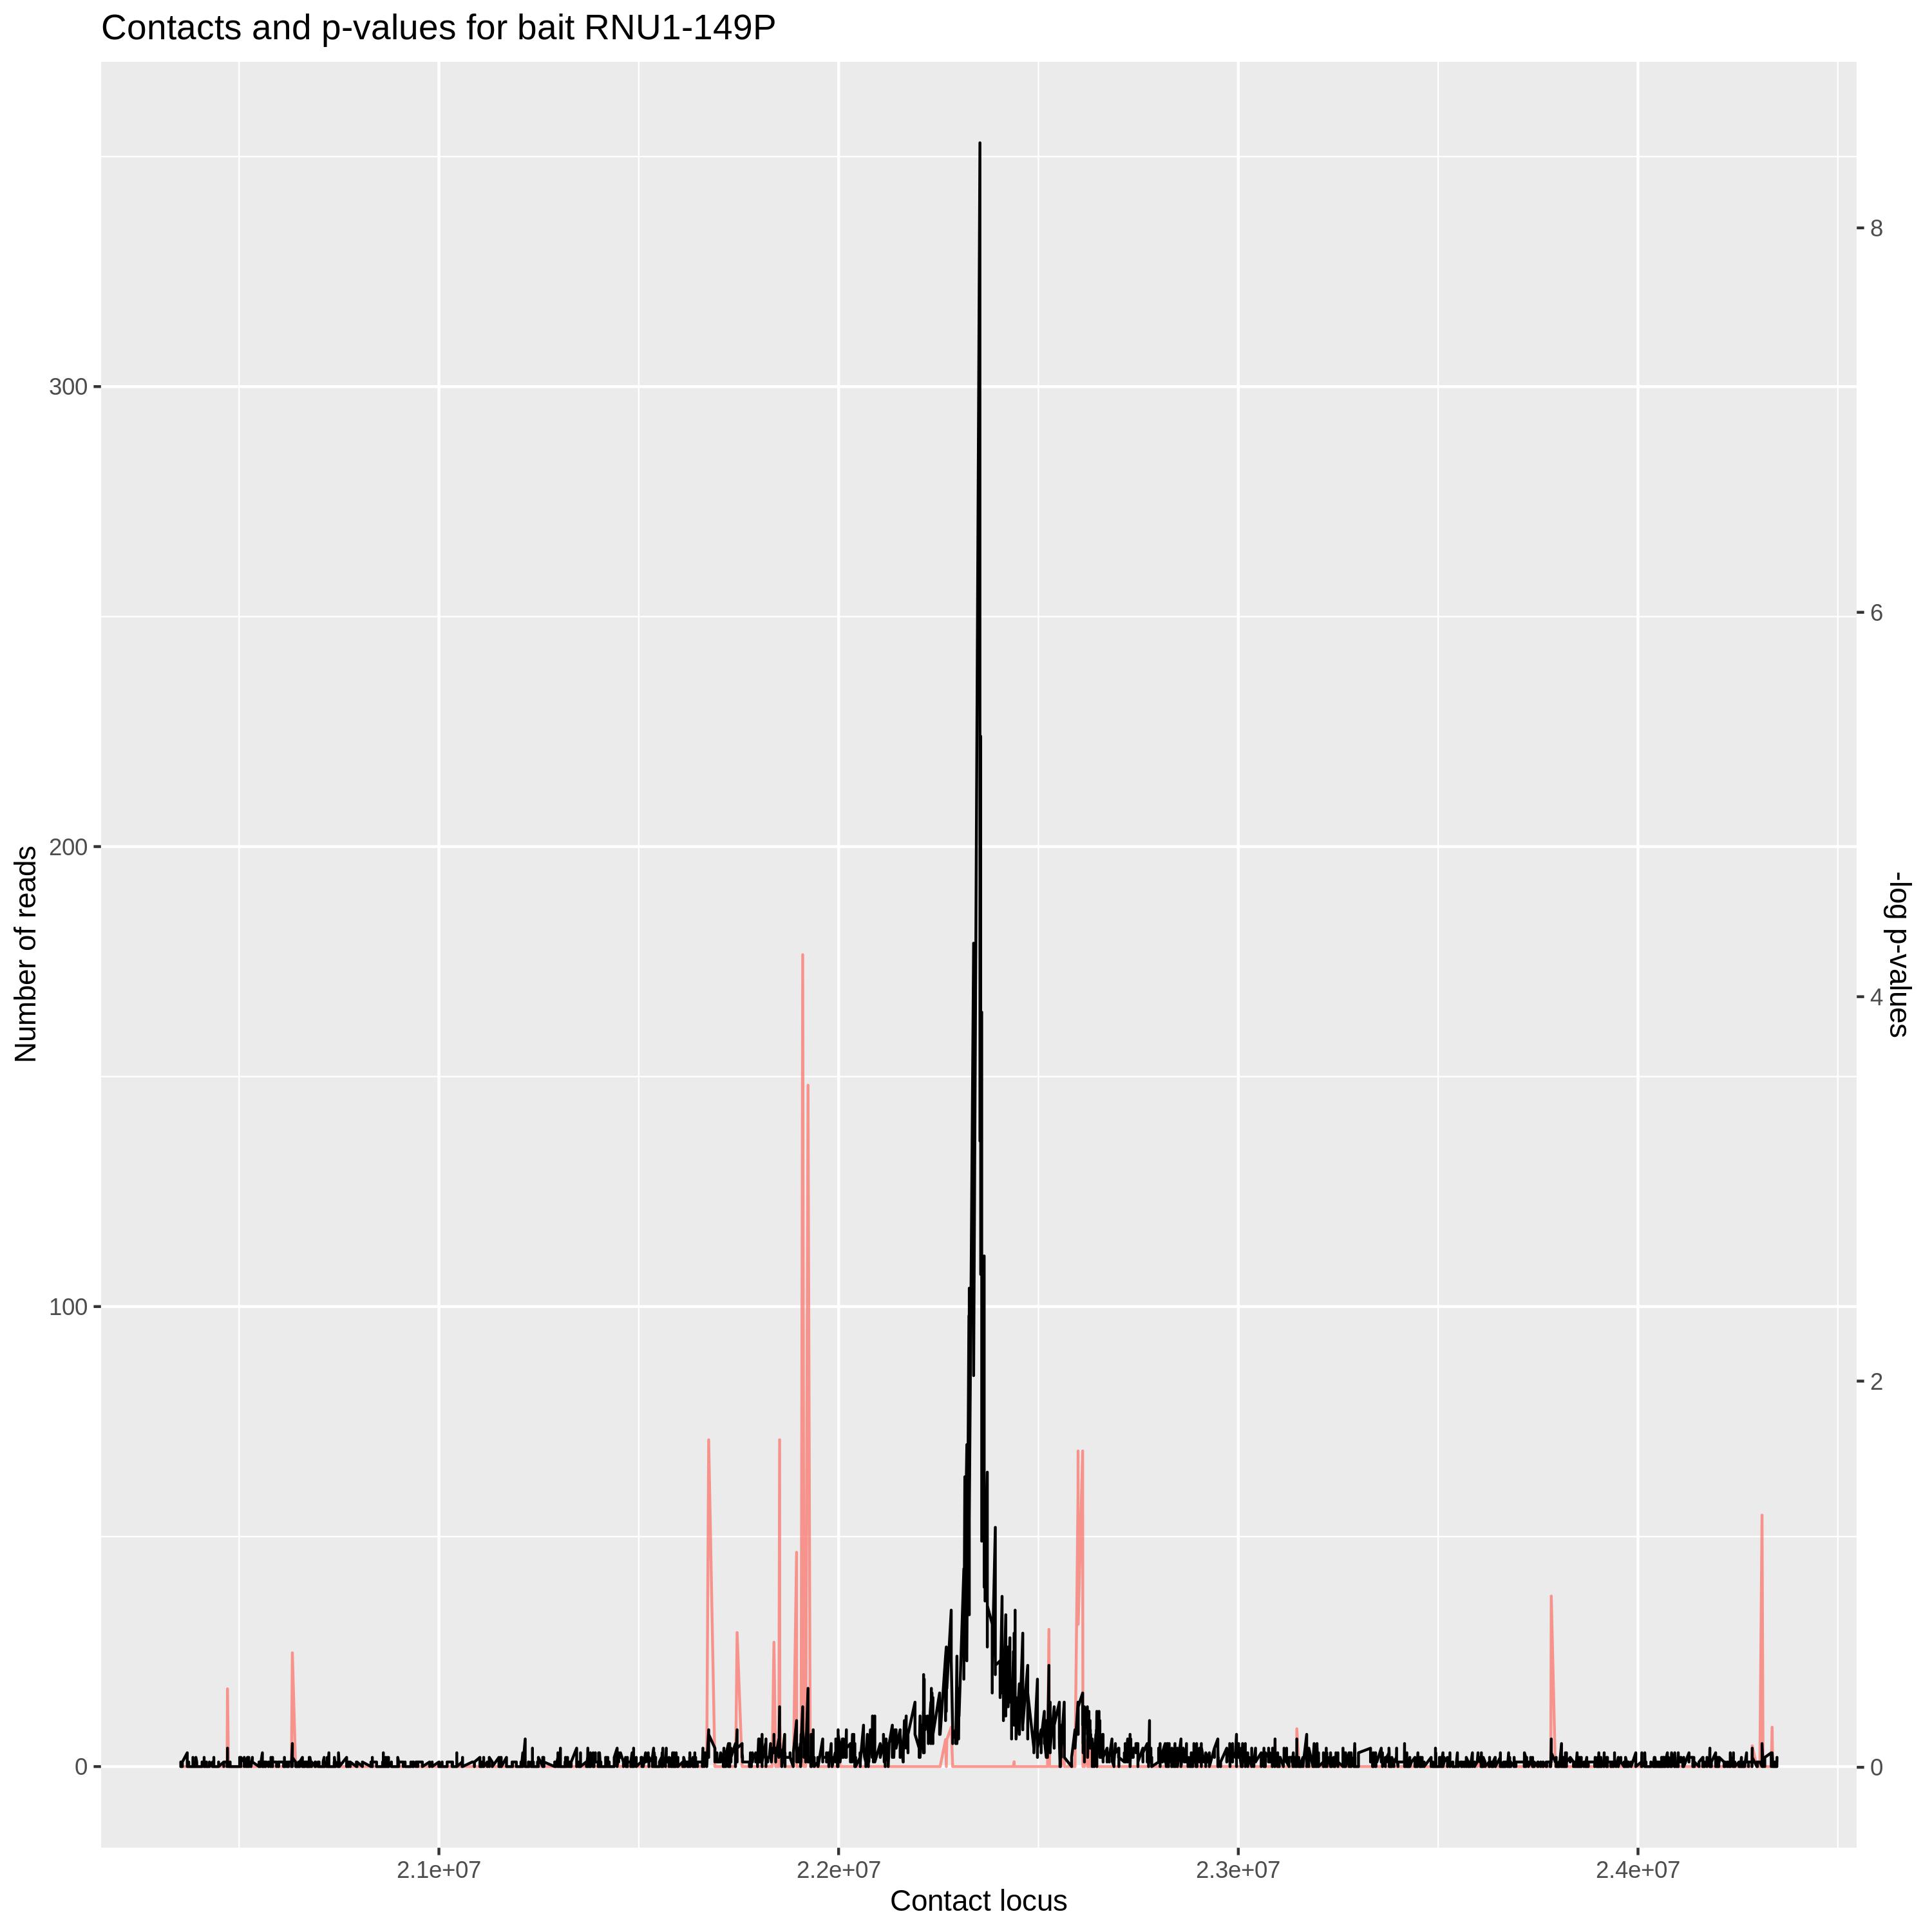 Contacts and p-values for bait RNU1-149P
Number of reads
300
200
100
0
8
6
4
2
0
-log p-values
2.1e+07
2.2e+07
2.3e+07
2.4e+07
Contact locus